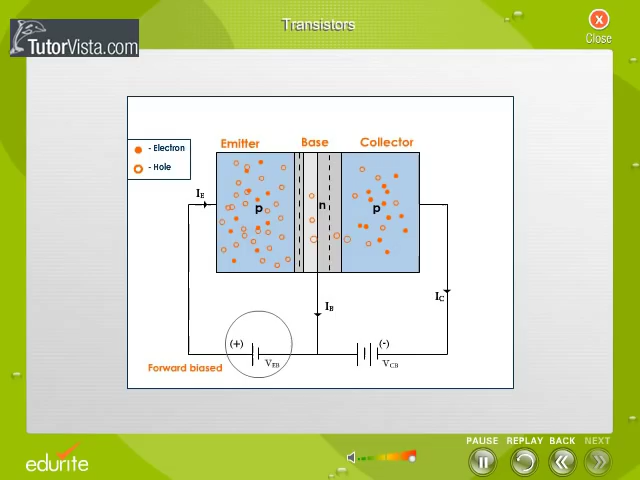 Transistors
Close
TutorVista.com
Emitter Base Collector
- Electron
- Hole
IE
p n p
IB
IC
(+) (-)
VEB VCB
Forward biased
PAUSE REPLAY BACK NEXT
edurite